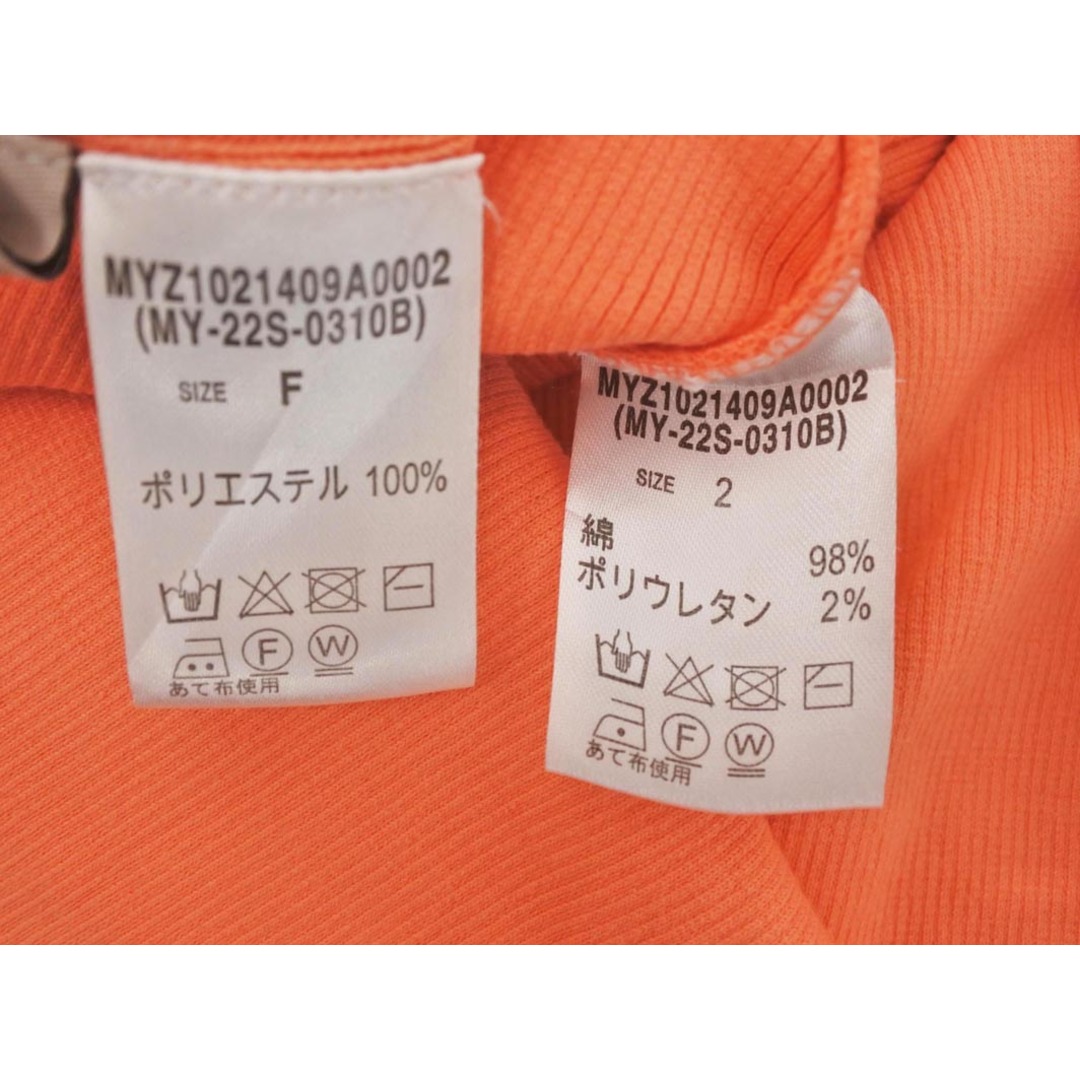 MYZ1021409A0002
(MY-22S-0310B)
SIZE F
ポリエステル 100%
F W
あて布使用
MYZ1021409A0002
(MY-22S-0310B)
SIZE 2
綿 98%
ポリウレタン 2%
F W
あて布使用